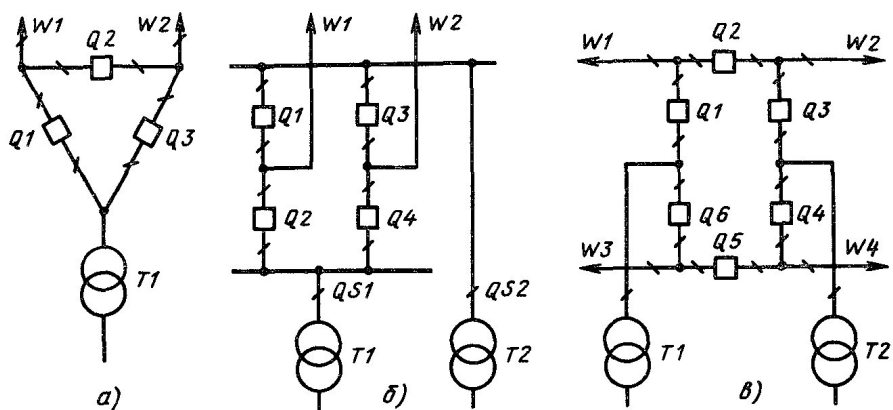 W1 W2
Q2
Q1 Q3
T1
а)
W1 W2
Q1 Q3
Q2 Q4
QS1 QS2
T1 T2
б)
Q2
W1 W2
Q1 Q3
Q6 Q4
Q5
W3 W4
T1 T2
в)